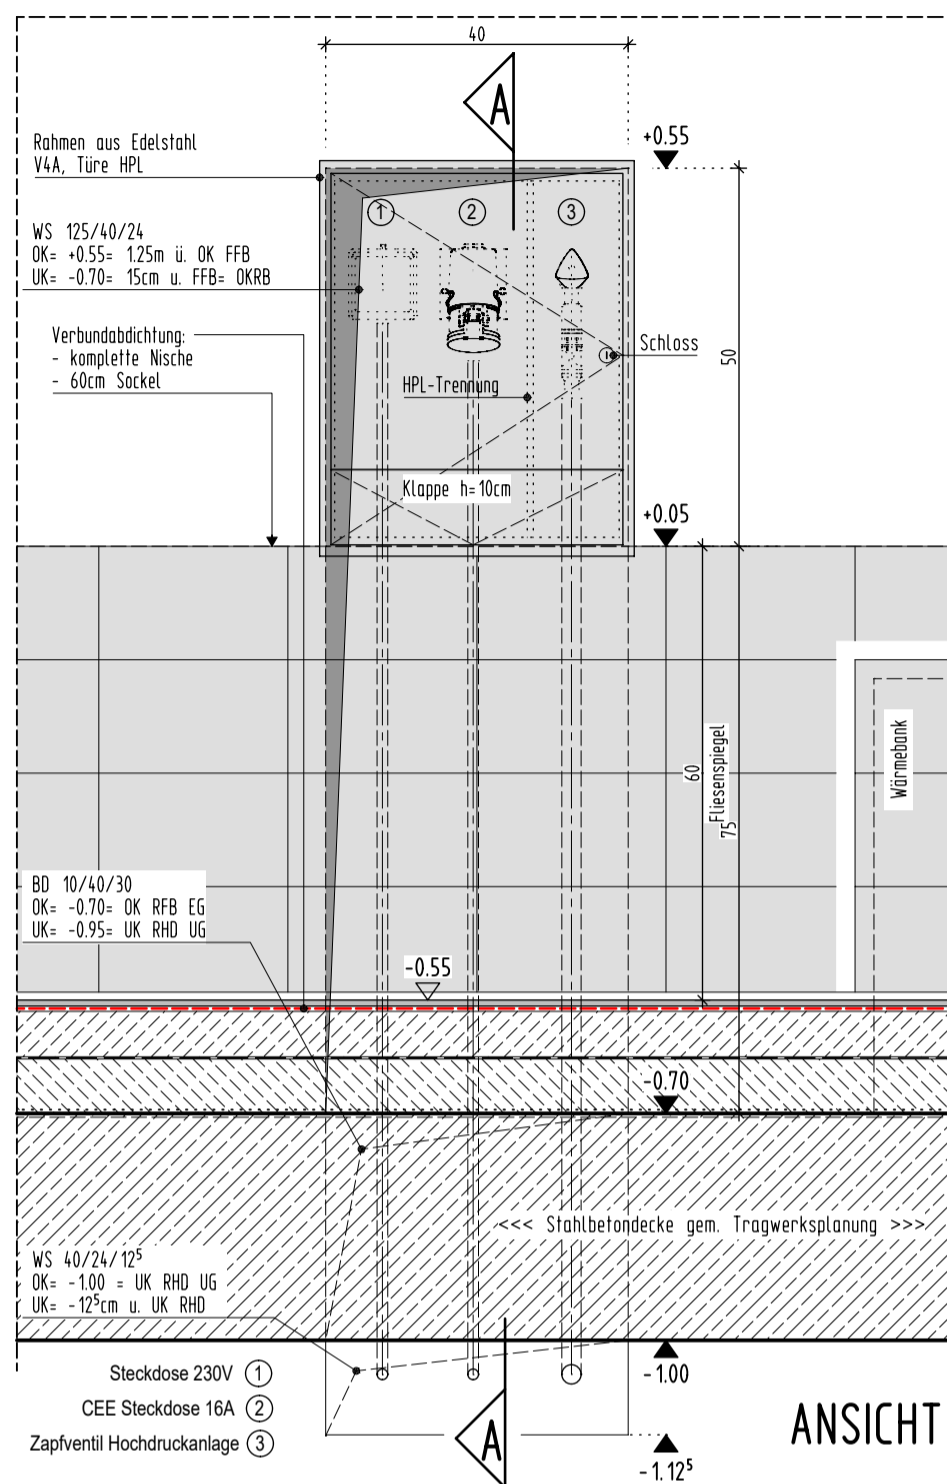 40
A
+0.55
Rahmen aus Edelstahl
V4A, Türe HPL
1
2
3
WS 125/40/24
OK= +0.55= 1.25m ü. OK FFB
UK= -0.70= 15cm u. FFB= OKRB
Verbundabdichtung:
- komplette Nische
- 60cm Sockel
Schloss
50
HPL-Trennung
Klappe h=10cm
+0.05
60
Fliesenspiegel
75
Wärmebank
BD 10/40/30
OK= -0.70= OK RFB EG
UK= -0.95= UK RHD UG
-0.55
-0.70
<<< Stahlbetondecke gem. Tragwerksplanung >>>
WS 40/24/12⁵
OK= -1.00 = UK RHD UG
UK= -12⁵cm u. UK RHD
Steckdose 230V 1
CEE Steckdose 16A 2
Zapfventil Hochdruckanlage 3
-1.00
A
-1.12⁵
ANSICHT